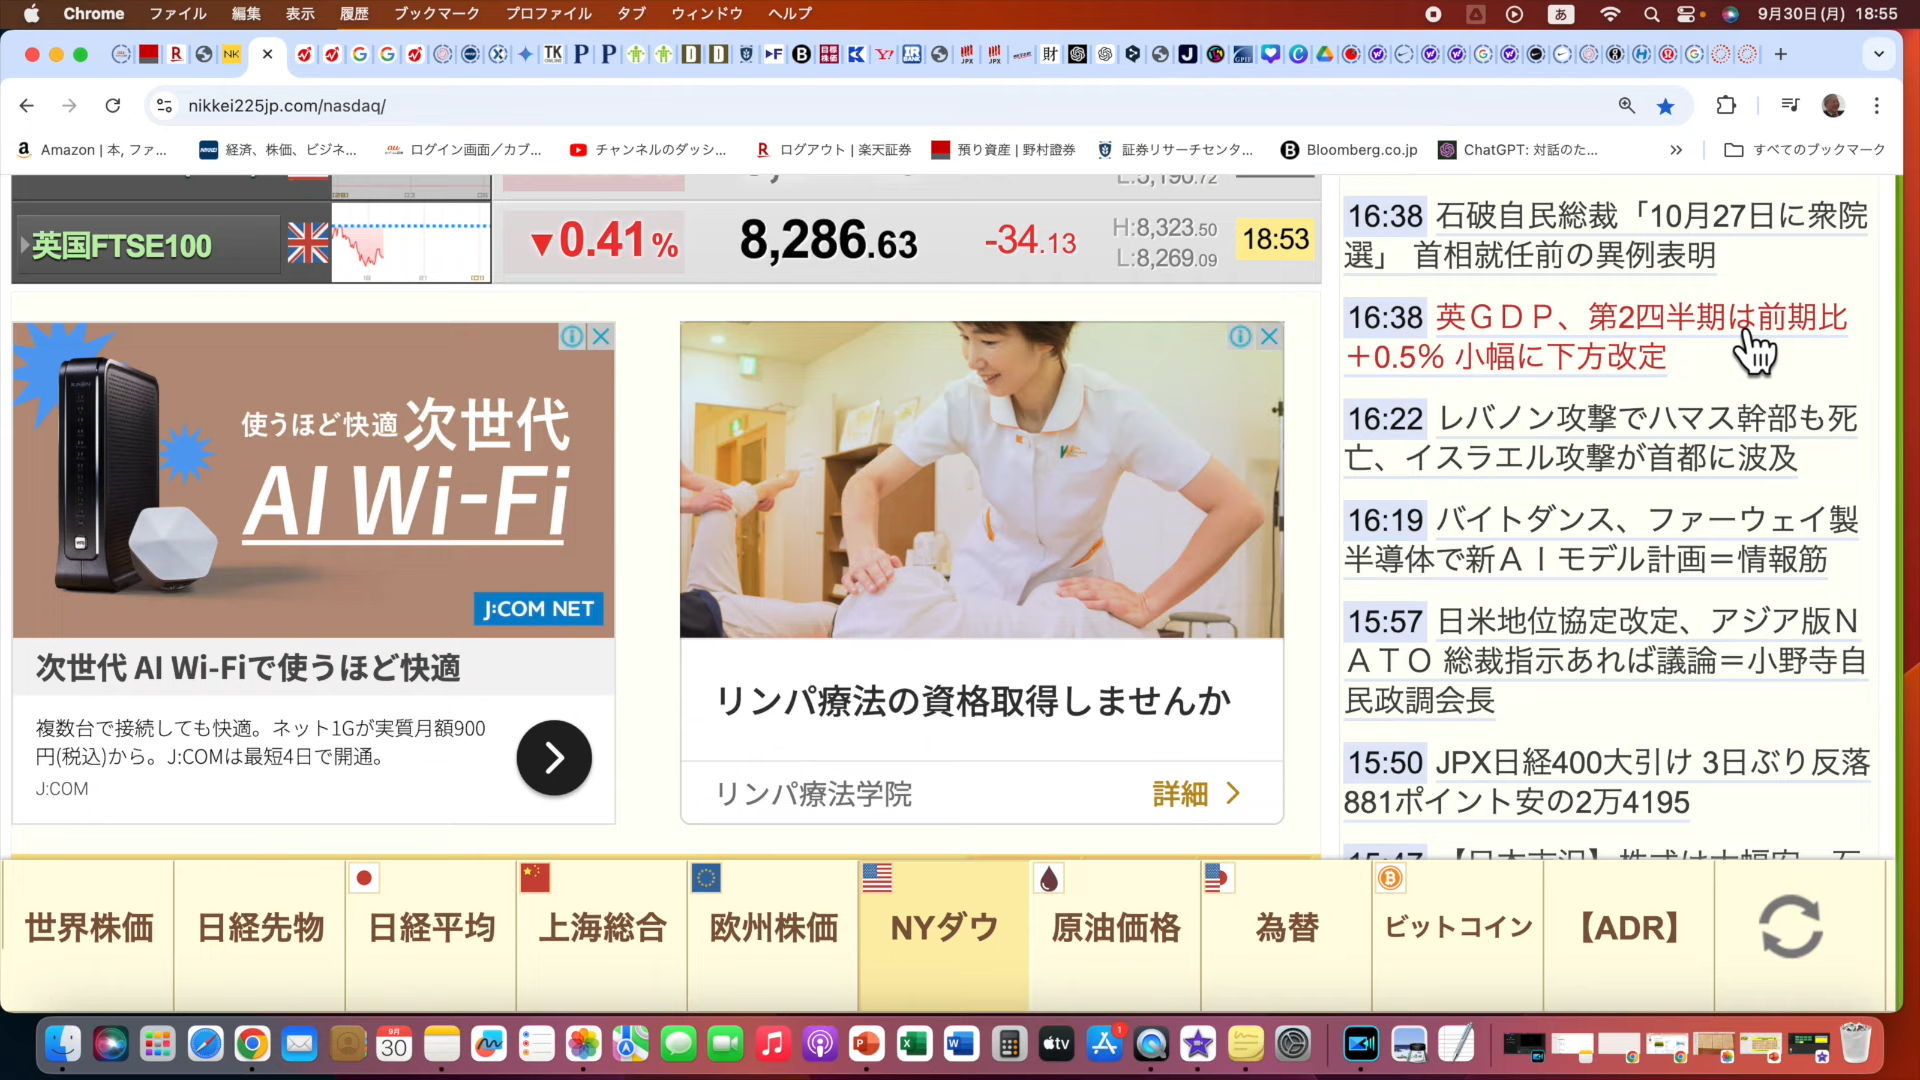 Chrome ファイル 編集 表示 履歴 ブックマーク プロファイル タブ ウィンドウ ヘルプ
あ 9月30日(月) 18:55
nikkei225jp.com/nasdaq/
Amazon | 本, ファ... 経済、株価、ビジネ... ログイン画面／カブ... チャンネルのダッシ... ログアウト | 楽天証券 預り資産 | 野村證券 証券リサーチセンタ... Bloomberg.co.jp ChatGPT: 対話のた... すべてのブックマーク
英国FTSE100
▼0.41%
8,286.63
-34.13
H:8,323.50
L:8,269.09
18:53
使うほど快適 次世代
AI Wi-Fi
J:COM NET
次世代 AI Wi-Fiで使うほど快適
複数台で接続しても快適。ネット1Gが実質月額900
円(税込)から。J:COMは最短4日で開通。
J:COM
リンパ療法の資格取得しませんか
リンパ療法学院
詳細
16:38 石破自民総裁「10月27日に衆院
選」 首相就任前の異例表明
16:38 英ＧＤＰ、第2四半期は前期比
＋0.5% 小幅に下方改定
16:22 レバノン攻撃でハマス幹部も死
亡、イスラエル攻撃が首都に波及
16:19 バイトダンス、ファーウェイ製
半導体で新ＡＩモデル計画＝情報筋
15:57 日米地位協定改定、アジア版Ｎ
ＡＴＯ 総裁指示あれば議論＝小野寺自
民政調会長
15:50 JPX日経400大引け 3日ぶり反落
881ポイント安の2万4195
世界株価 日経先物 日経平均 上海総合 欧州株価 NYダウ 原油価格 為替 ビットコイン 【ADR】
9月
30
tv
1